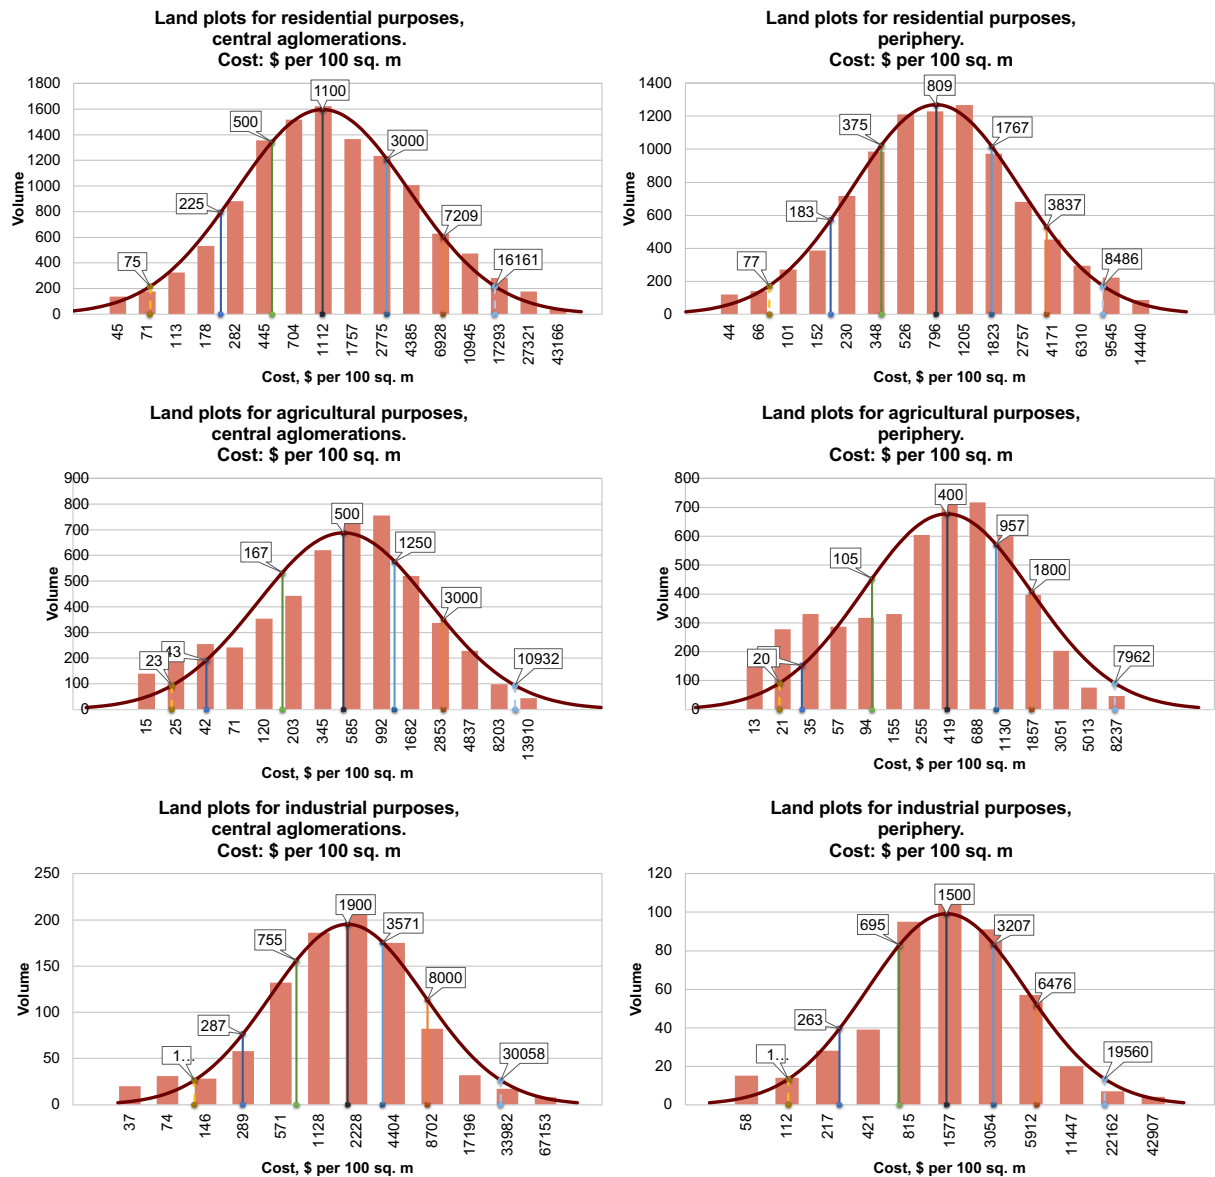 Land plots for residential purposes,
central aglomerations.
Cost: $ per 100 sq. m
1800
1600
1400
1200
1000
800
600
400
200
0
Volume
75
225
500
1100
3000
7209
16161
45 71 113 178 282 445 704 1112 1757 2775 4385 6928 10945 17293 27321 43166
Cost, $ per 100 sq. m
Land plots for residential purposes,
periphery.
Cost: $ per 100 sq. m
1400
1200
1000
800
600
400
200
0
Volume
77
183
375
809
1767
3837
8486
44 66 101 152 230 348 526 796 1205 1823 2757 4171 6310 9545 14440
Cost, $ per 100 sq. m
Land plots for agricultural purposes,
central aglomerations.
Cost: $ per 100 sq. m
900
800
700
600
500
400
300
200
100
0
Volume
23
43
167
500
1250
3000
10932
15 25 42 71 120 203 345 585 992 1682 2853 4837 8203 13910
Cost, $ per 100 sq. m
Land plots for agricultural purposes,
periphery.
Cost: $ per 100 sq. m
800
700
600
500
400
300
200
100
0
Volume
20
105
400
957
1800
7962
13 21 35 57 94 155 255 419 688 1130 1857 3051 5013 8237
Cost, $ per 100 sq. m
Land plots for industrial purposes,
central aglomerations.
Cost: $ per 100 sq. m
250
200
150
100
50
0
Volume
1...
287
755
1900
3571
8000
30058
37 74 146 289 571 1128 2228 4404 8702 17196 33982 67153
Cost, $ per 100 sq. m
Land plots for industrial purposes,
periphery.
Cost: $ per 100 sq. m
120
100
80
60
40
20
0
Volume
1...
263
695
1500
3207
6476
19560
58 112 217 421 815 1577 3054 5912 11447 22162 42907
Cost, $ per 100 sq. m